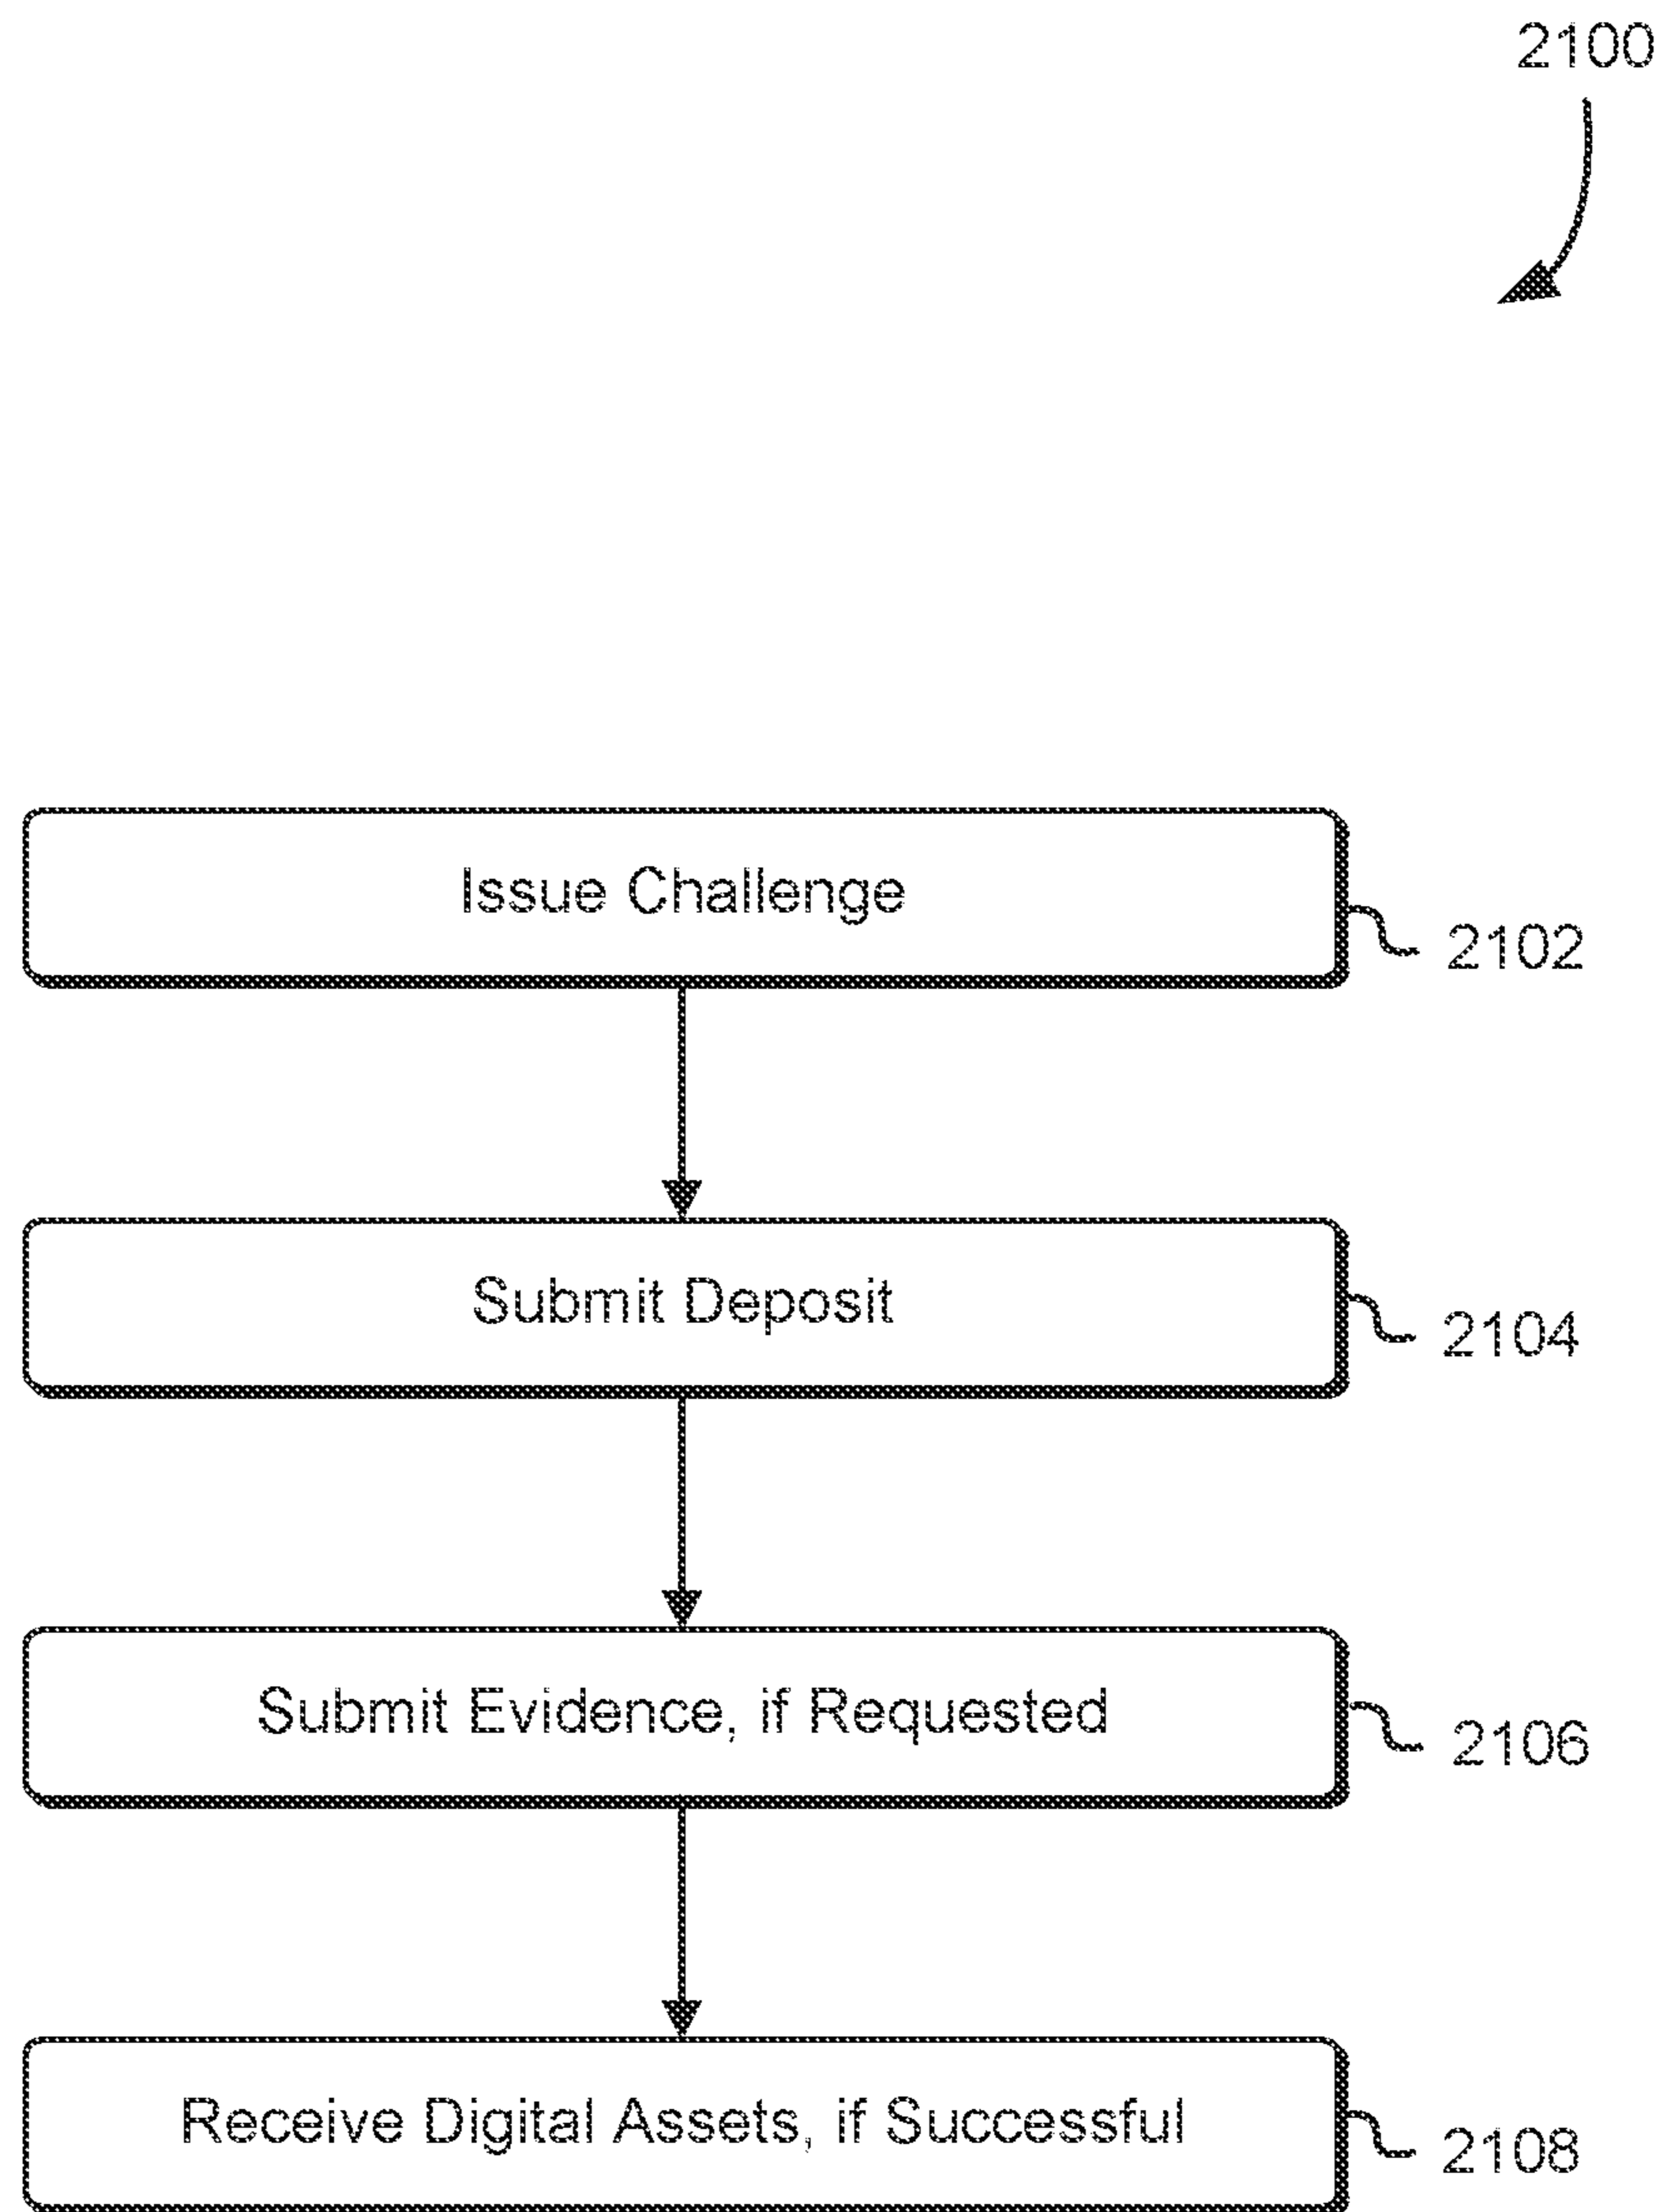 2100
Issue Challenge
2102
Submit Deposit
2104
Submit Evidence, if Requested
2106
Receive Digital Assets, if Successful
2108